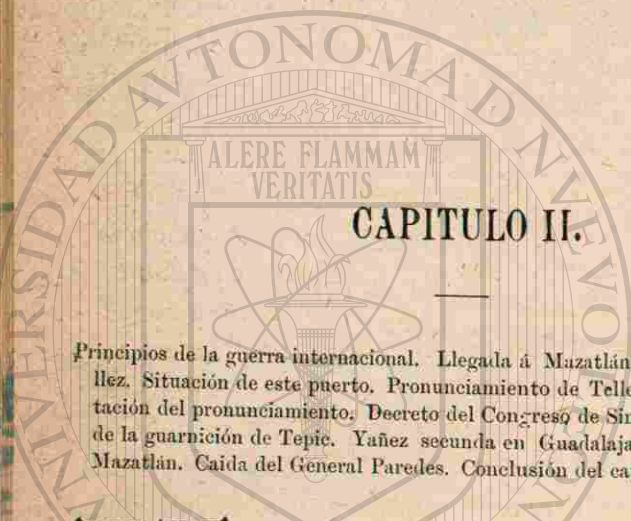 ALERE FLAMMAM
VERITATIS
CAPITULO II.
Principios de la guerra internacional. Llegada á Mazatlán
llez. Situación de este puerto. Pronunciamiento de Telle
tación del pronunciamiento. Decreto del Congreso de Sin
de la guarnición de Tepic. Yañez secunda en Guadalaja
Mazatlán. Caida del General Paredes. Conclusión del ca